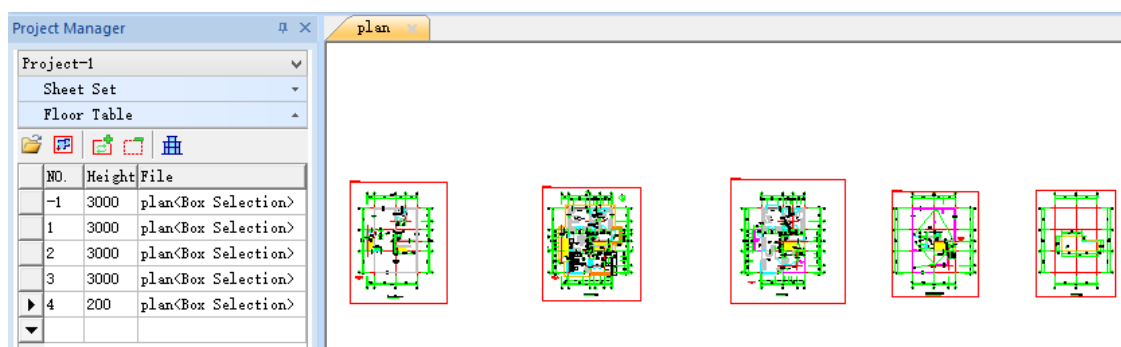 Project Manager
plan
Project-1
Sheet Set
Floor Table
NO. Height File
-1 3000 plan<Box Selection>
1 3000 plan<Box Selection>
2 3000 plan<Box Selection>
3 3000 plan<Box Selection>
4 200 plan<Box Selection>